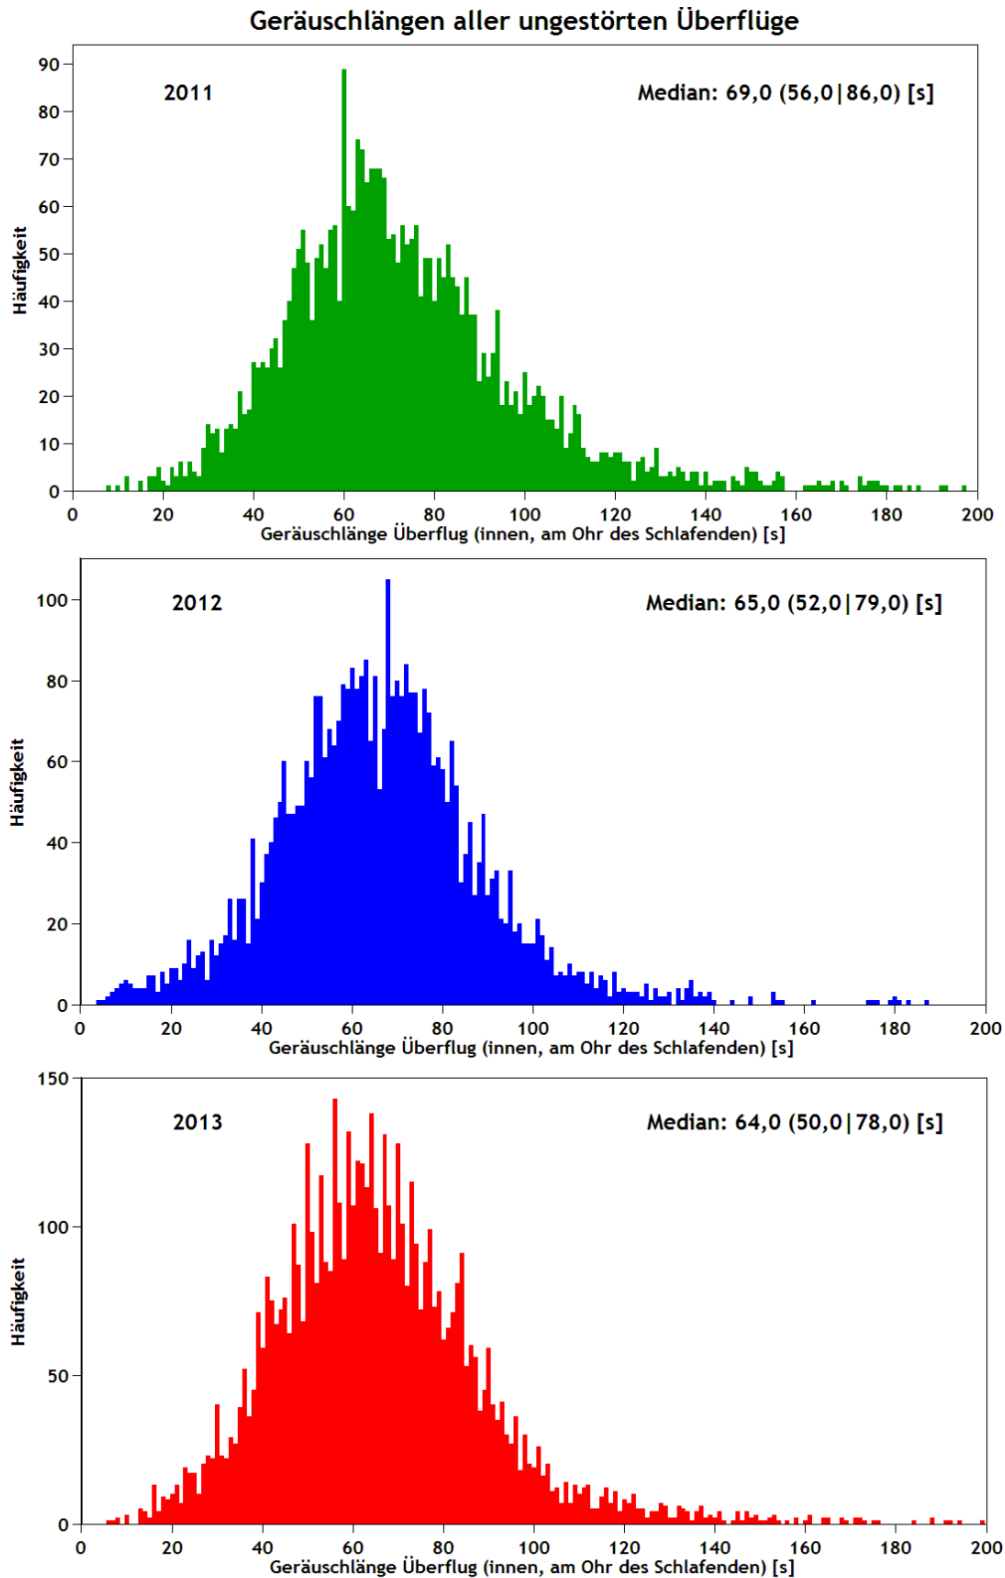 Geräuschlängen aller ungestörten Überflüge
2011
Median: 69,0 (56,0|86,0) [s]
Häufigkeit
90
80
70
60
50
40
30
20
10
0
0 20 40 60 80 100 120 140 160 180 200
Geräuschlänge Überflug (innen, am Ohr des Schlafenden) [s]
2012
Median: 65,0 (52,0|79,0) [s]
Häufigkeit
100
80
60
40
20
0
0 20 40 60 80 100 120 140 160 180 200
Geräuschlänge Überflug (innen, am Ohr des Schlafenden) [s]
2013
Median: 64,0 (50,0|78,0) [s]
Häufigkeit
150
100
50
0
0 20 40 60 80 100 120 140 160 180 200
Geräuschlänge Überflug (innen, am Ohr des Schlafenden) [s]